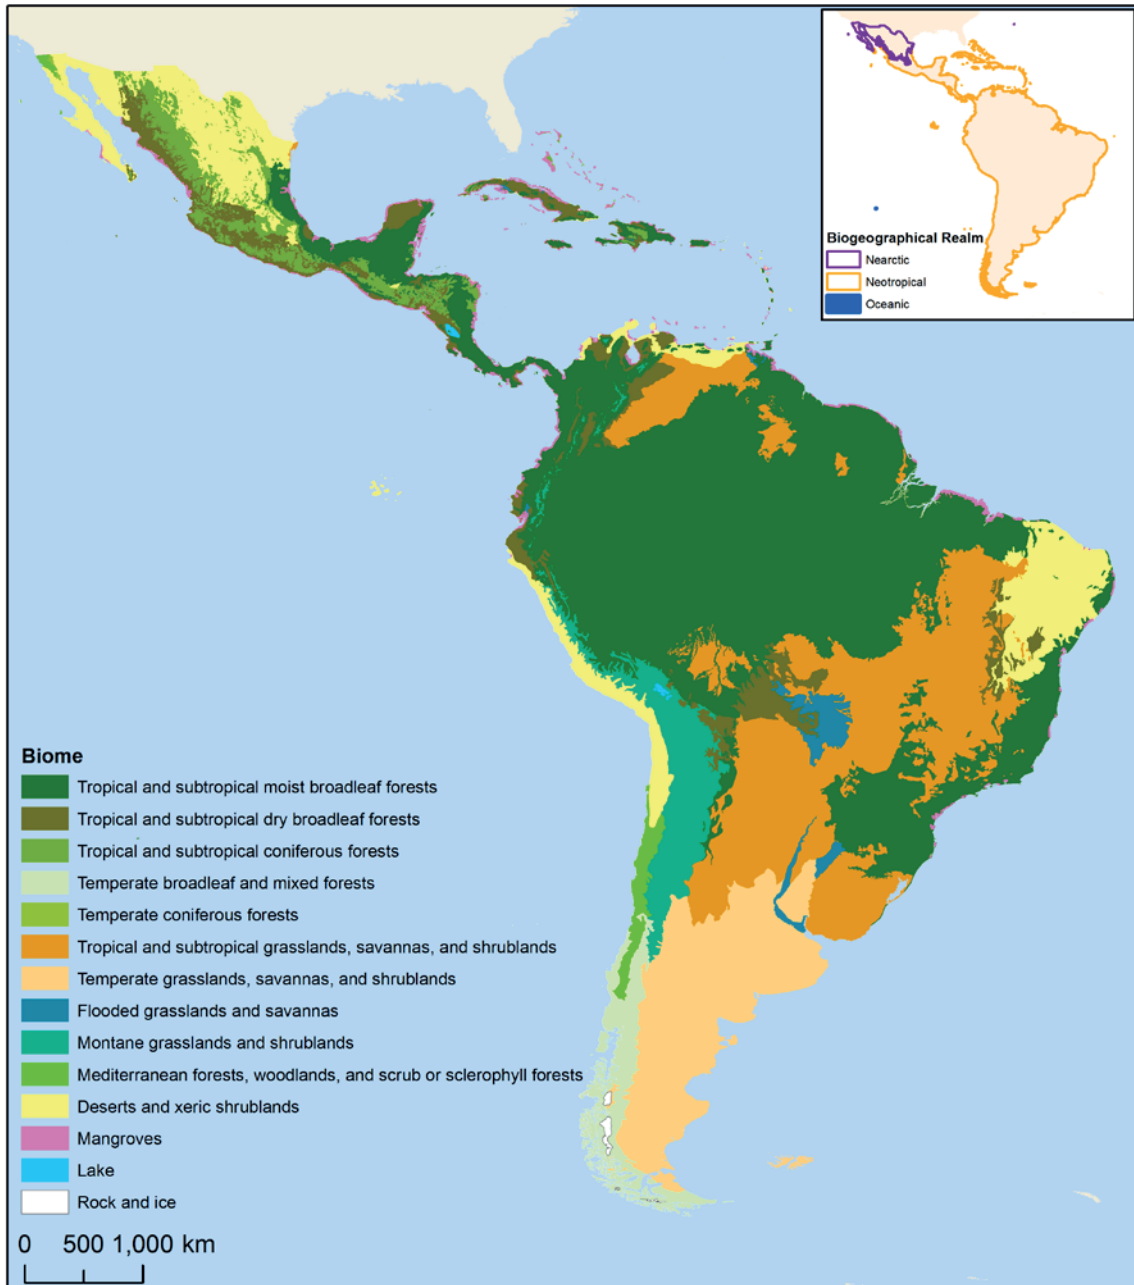 Biogeographical Realm
Nearctic
Neotropical
Oceanic
Biome
Tropical and subtropical moist broadleaf forests
Tropical and subtropical dry broadleaf forests
Tropical and subtropical coniferous forests
Temperate broadleaf and mixed forests
Temperate coniferous forests
Tropical and subtropical grasslands, savannas, and shrublands
Temperate grasslands, savannas, and shrublands
Flooded grasslands and savannas
Montane grasslands and shrublands
Mediterranean forests, woodlands, and scrub or sclerophyll forests
Deserts and xeric shrublands
Mangroves
Lake
Rock and ice
0 500 1,000 km